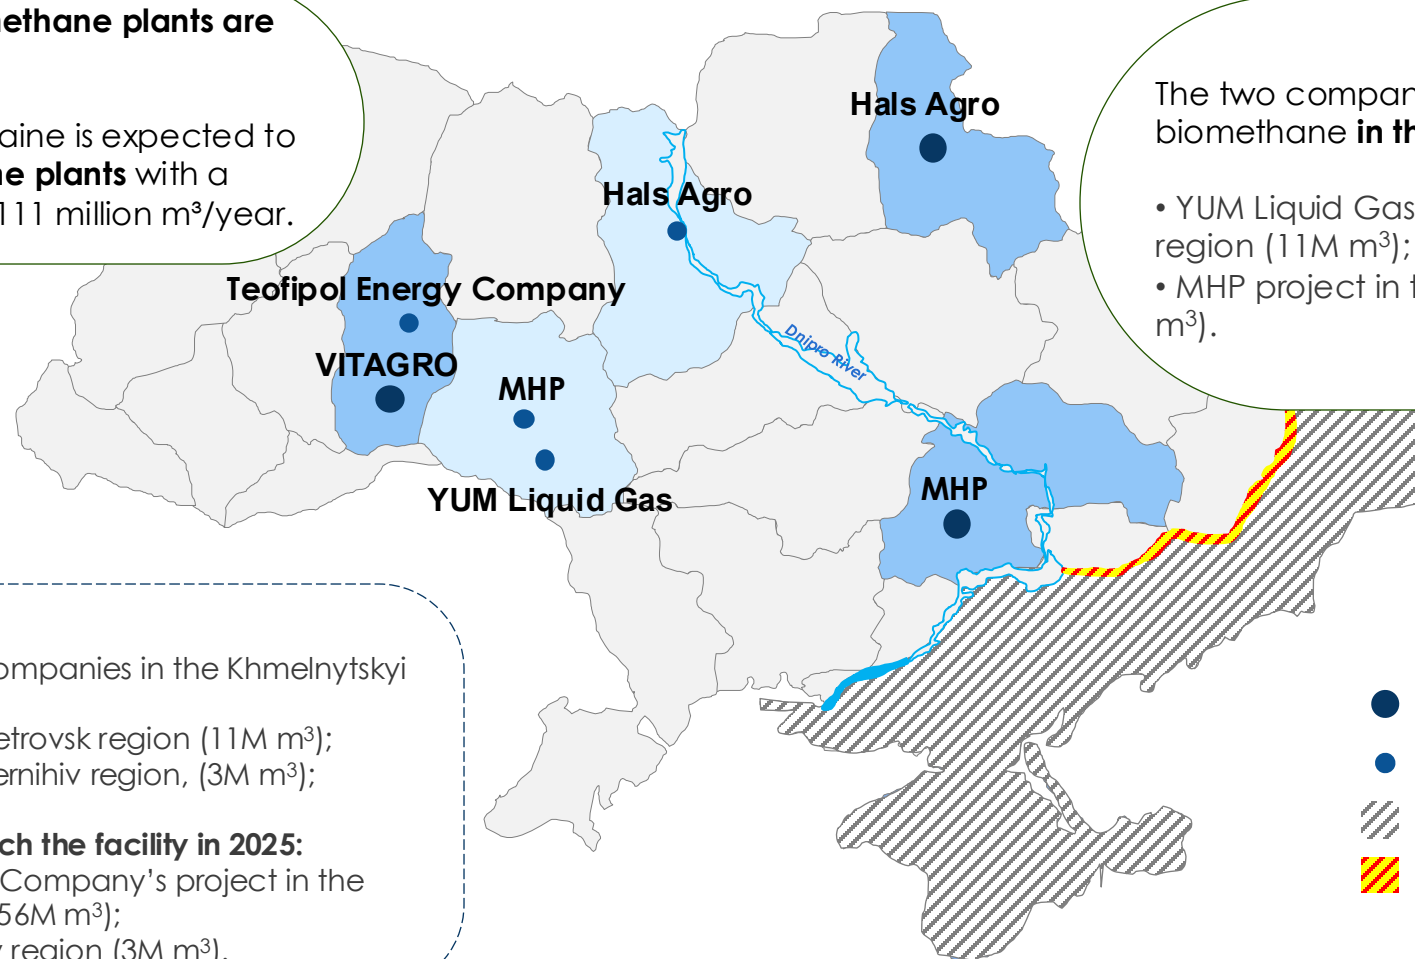 methane plants are
aine is expected to
ne plants with a
111 million m³/year.
Hals Agro
The two compan
biomethane in th
• YUM Liquid Gas
region (11M m³);
• MHP project in t
m³).
Hals Agro
Teofipol Energy Company
VITAGRO
MHP
YUM Liquid Gas
Dnipro River
MHP
ompanies in the Khmelnytskyi
etrovsk region (11M m³);
ernihiv region, (3M m³);
ch the facility in 2025:
Company's project in the
56M m³);
y region (3M m³).